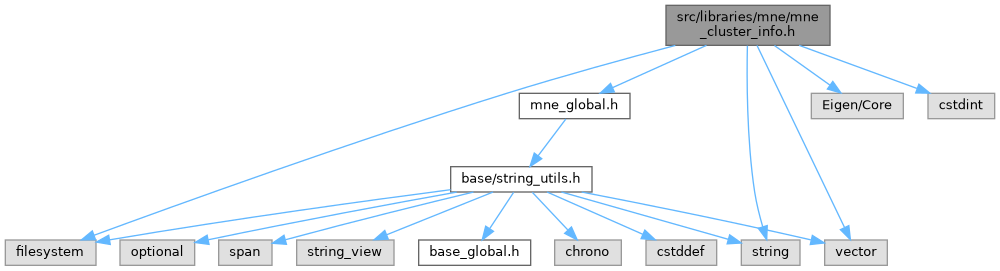 src/libraries/mne/mne
_cluster_info.h
mne_global.h
Eigen/Core
cstdint
base/string_utils.h
filesystem
optional
span
string_view
base_global.h
chrono
cstddef
string
vector